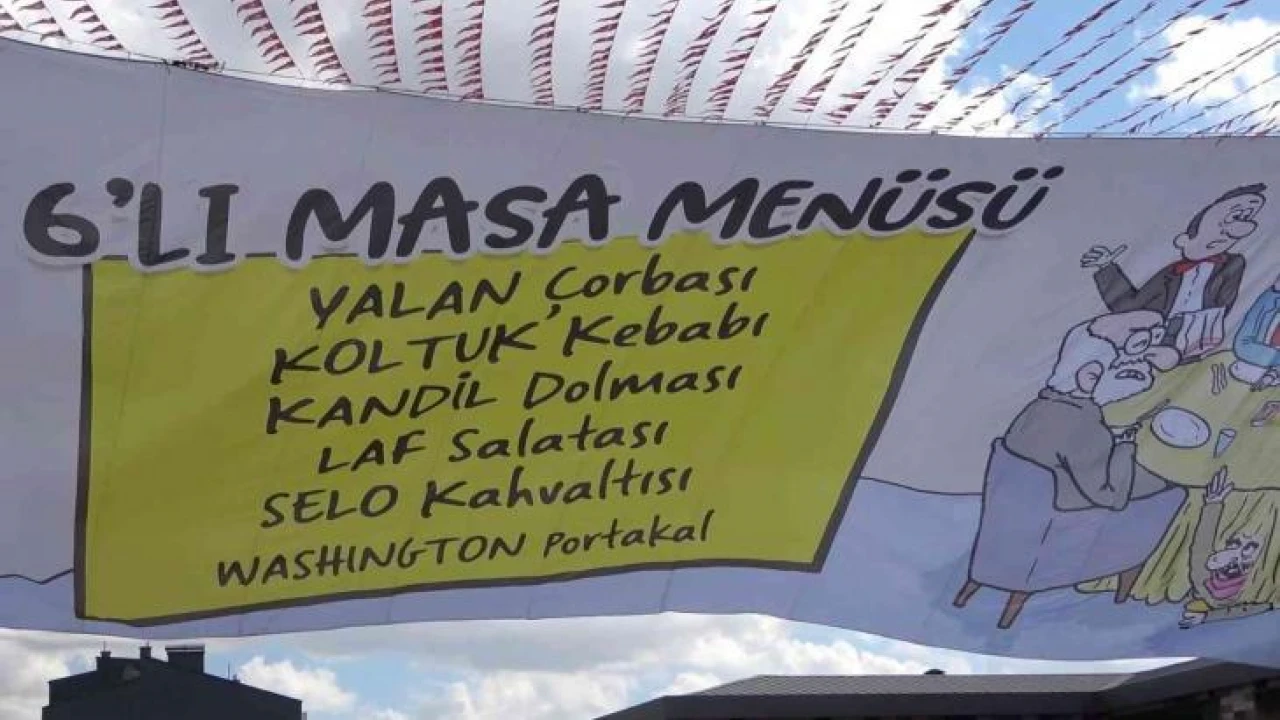 6'LI MASA MENÜSÜ
YALAN Çorbası
KOLTUK Kebabı
KANDİL Dolması
LAF Salatası
SELO Kahvaltısı
WASHINGTON Portakal